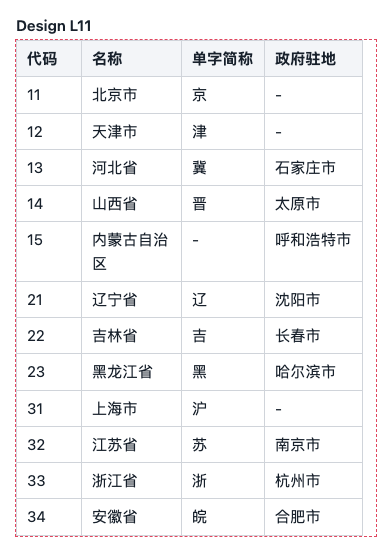 Design L11
代码 名称 单字简称 政府驻地
11 北京市 京 -
12 天津市 津 -
13 河北省 冀 石家庄市
14 山西省 晋 太原市
15 内蒙古自治 - 呼和浩特市
区
21 辽宁省 辽 沈阳市
22 吉林省 吉 长春市
23 黑龙江省 黑 哈尔滨市
31 上海市 沪 -
32 江苏省 苏 南京市
33 浙江省 浙 杭州市
34 安徽省 皖 合肥市